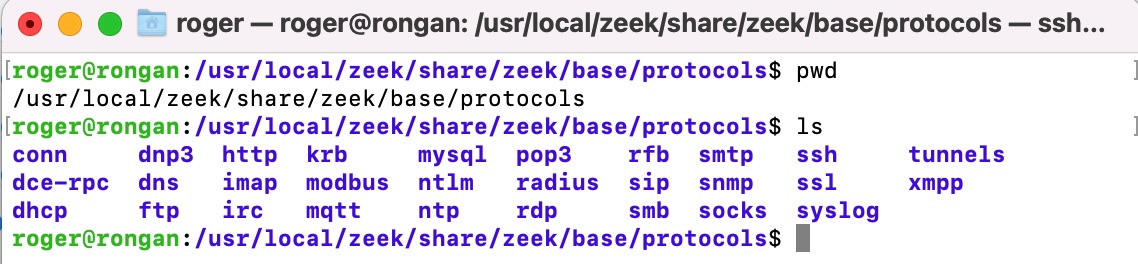 roger — roger@rongan: /usr/local/zeek/share/zeek/base/protocols — ssh...
[roger@rongan:/usr/local/zeek/share/zeek/base/protocols$ pwd ]
/usr/local/zeek/share/zeek/base/protocols
[roger@rongan:/usr/local/zeek/share/zeek/base/protocols$ ls ]
conn dnp3 http krb mysql pop3 rfb smtp ssh tunnels
dce-rpc dns imap modbus ntlm radius sip snmp ssl xmpp
dhcp ftp irc mqtt ntp rdp smb socks syslog
roger@rongan:/usr/local/zeek/share/zeek/base/protocols$